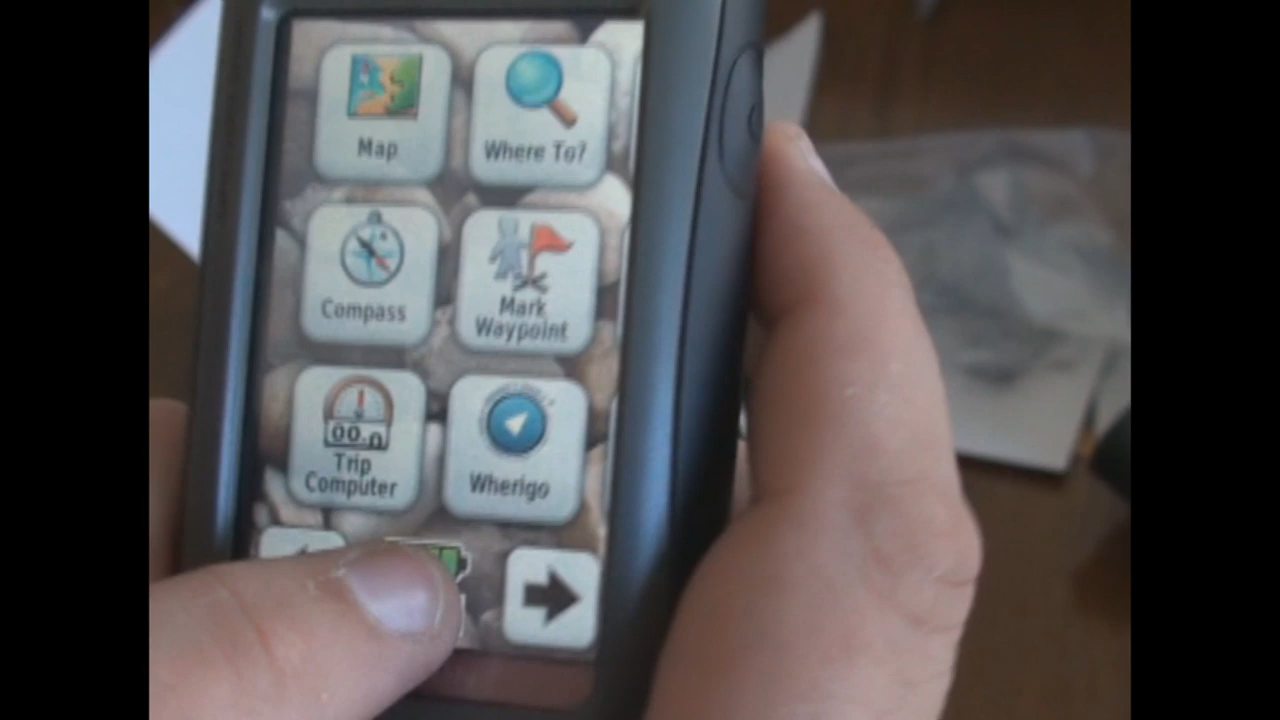 Map
Where To?
Compass
Mark
Waypoint
00.0
Trip
Computer
Wherigo